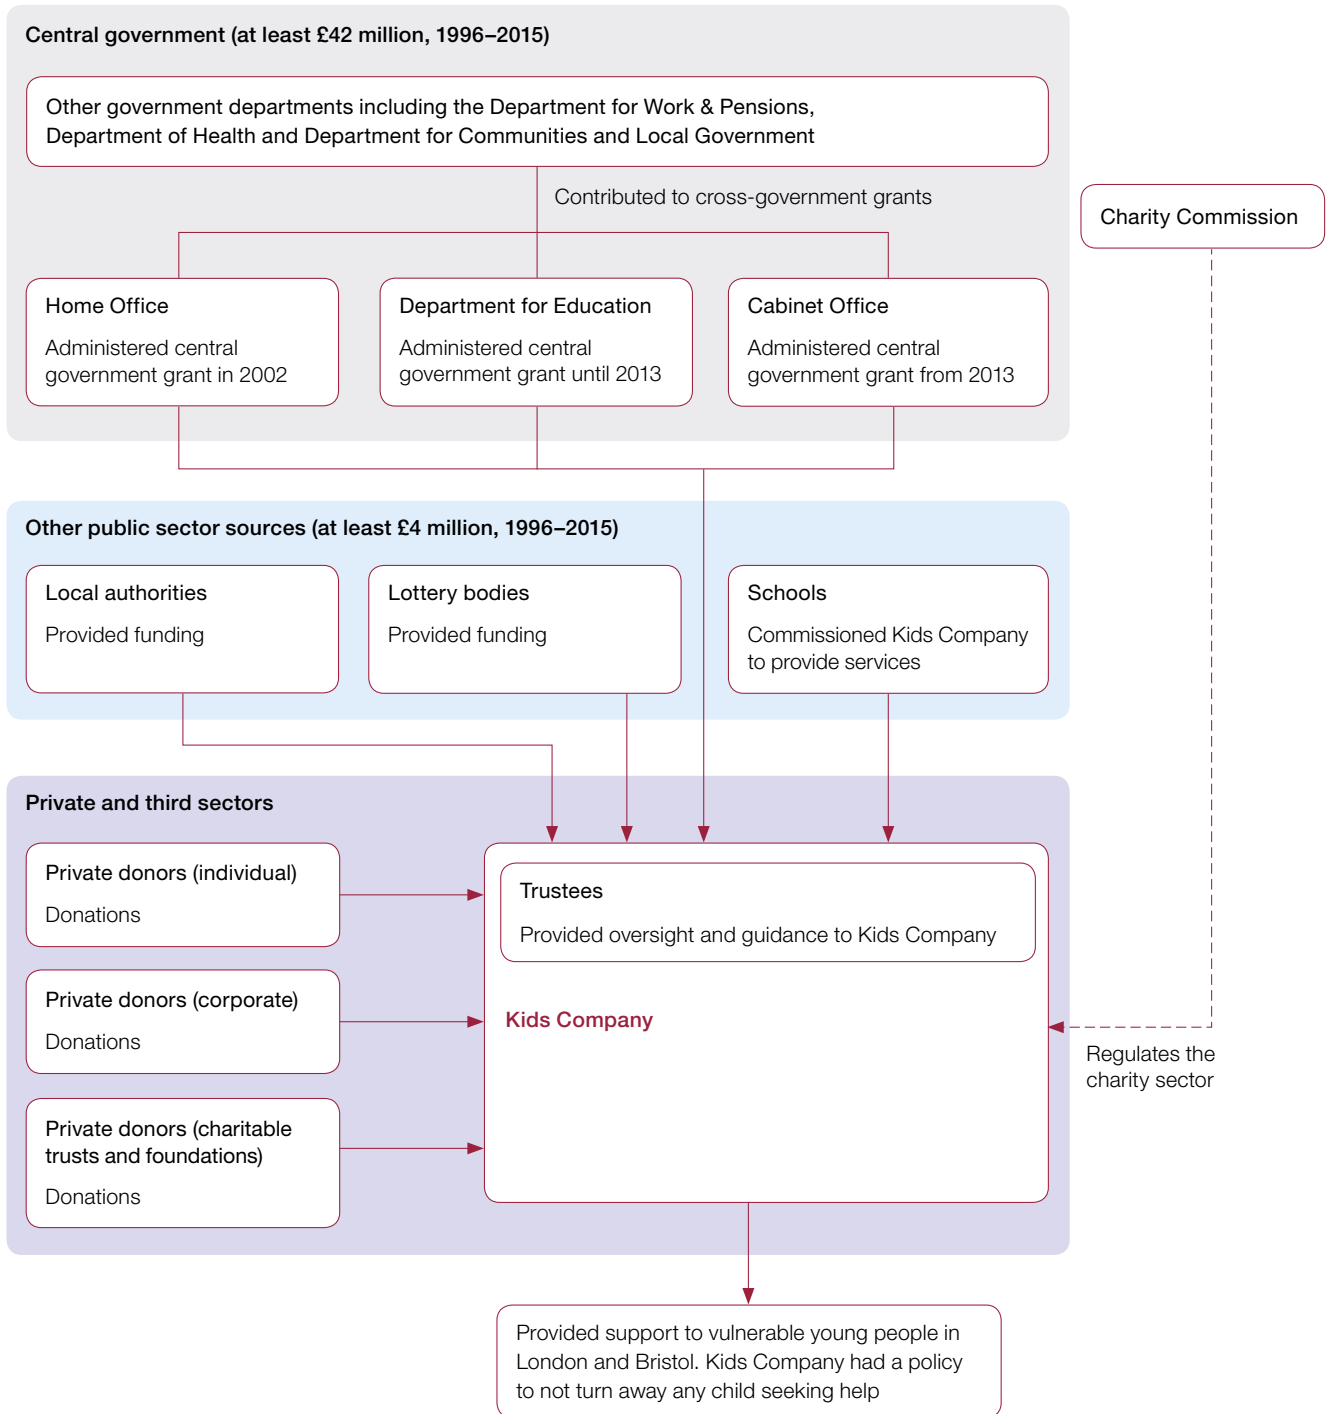 Central government (at least £42 million, 1996–2015)
Other government departments including the Department for Work & Pensions,
Department of Health and Department for Communities and Local Government
Contributed to cross-government grants
Charity Commission
Home Office
Administered central
government grant in 2002
Department for Education
Administered central
government grant until 2013
Cabinet Office
Administered central
government grant from 2013
Other public sector sources (at least £4 million, 1996–2015)
Local authorities
Provided funding
Lottery bodies
Provided funding
Schools
Commissioned Kids Company
to provide services
Private and third sectors
Private donors (individual)
Donations
Trustees
Provided oversight and guidance to Kids Company
Private donors (corporate)
Donations
Kids Company
Regulates the
charity sector
Private donors (charitable
trusts and foundations)
Donations
Provided support to vulnerable young people in
London and Bristol. Kids Company had a policy
to not turn away any child seeking help